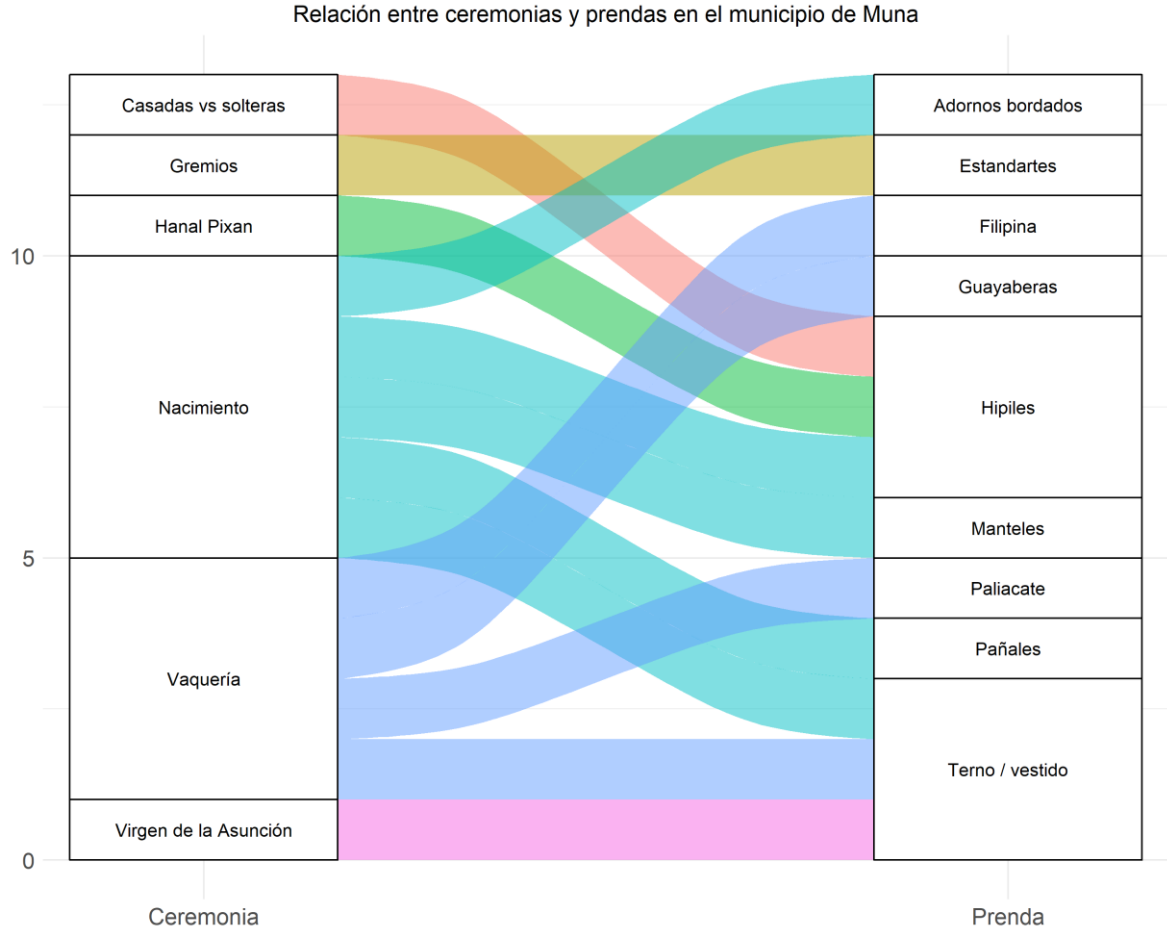 Relación entre ceremonias y prendas en el municipio de Muna
Casadas vs solteras
Gremios
Hanal Pixan
Nacimiento
Vaquería
Virgen de la Asunción
Adornos bordados
Estandartes
Filipina
Guayaberas
Hipiles
Manteles
Paliacate
Pañales
Terno / vestido
10
5
0
Ceremonia
Prenda